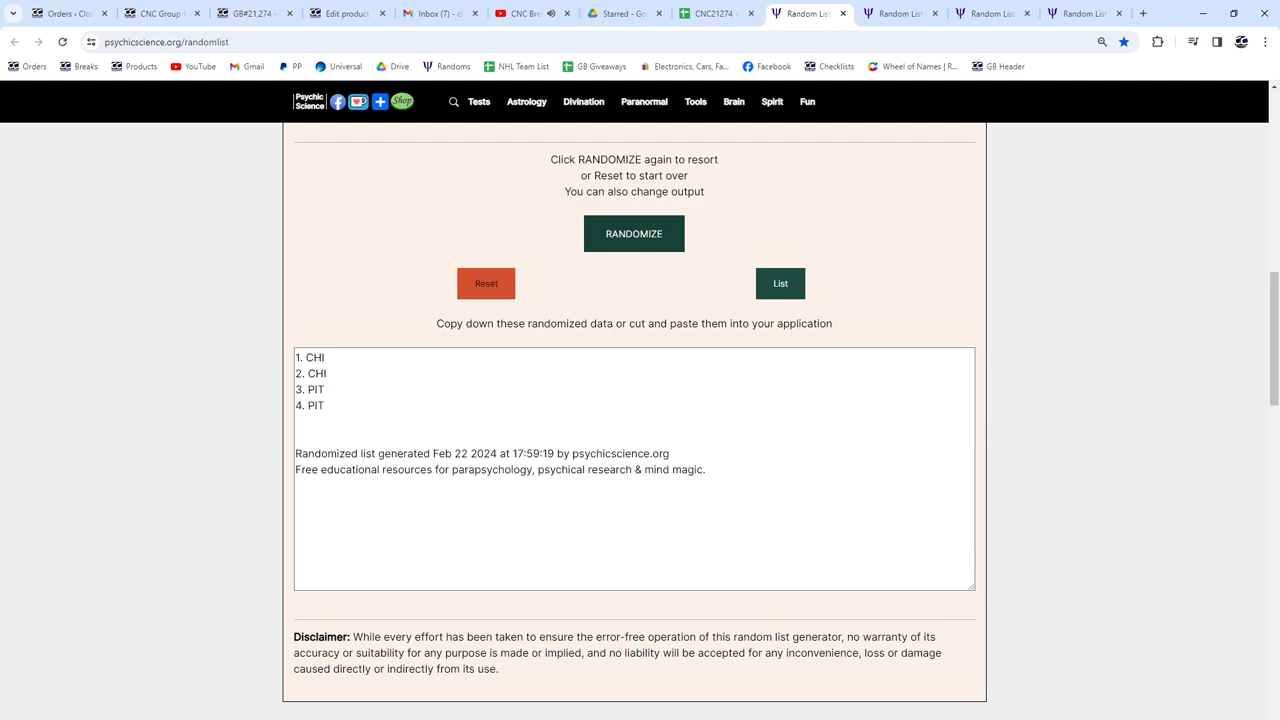 Orders ‹ Clou
CNC Group
GB#21,274 -
Edit product
Inbox (7) - cl
CNC Bre
Starred - Goo
CNC21274 -
Random List
Random List
Random List
Random List
psychicscience.org/randomlist
Orders
Breaks
Products
YouTube
Gmail
PP
Universal
Drive
Randoms
NHL Team List
GB Giveaways
Electronics, Cars, Fa...
Facebook
Checklists
Wheel of Names | R...
GB Header
Psychic
Science
Shop
Tests
Astrology
Divination
Paranormal
Tools
Brain
Spirit
Fun
Click RANDOMIZE again to resort
or Reset to start over
You can also change output
RANDOMIZE
Reset
List
Copy down these randomized data or cut and paste them into your application
1. CHI
2. CHI
3. PIT
4. PIT
Randomized list generated Feb 22 2024 at 17:59:19 by psychicscience.org
Free educational resources for parapsychology, psychical research & mind magic.
Disclaimer: While every effort has been taken to ensure the error-free operation of this random list generator, no warranty of its
accuracy or suitability for any purpose is made or implied, and no liability will be accepted for any inconvenience, loss or damage
caused directly or indirectly from its use.